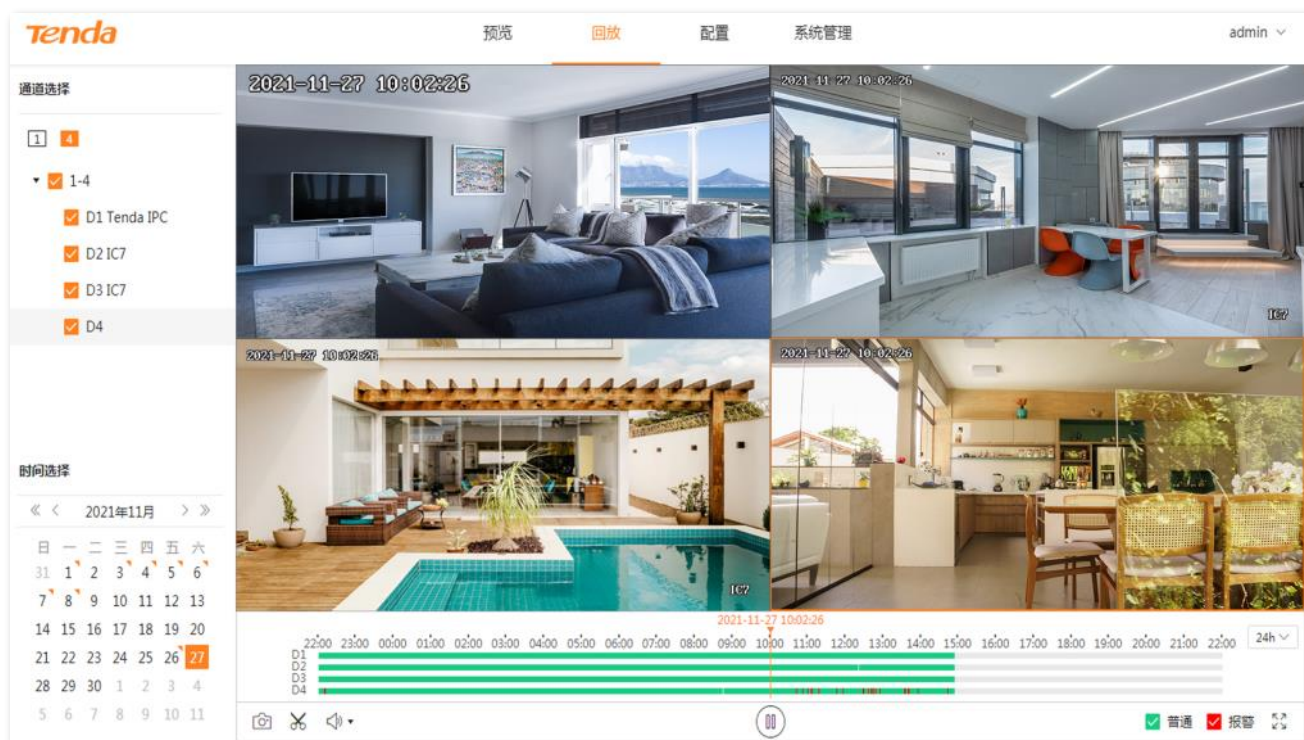 Tenda
预览 回放 配置 系统管理 admin
通道选择
1 4
1-4
D1 Tenda IPC
D2 IC7
D3 IC7
D4
2021-11-27 10:02:26
2021-11-27 10:02:26
IC7
2021-11-27 10:02:26
IC7
2021-11-27 10:02:26
时间选择
2021年11月
日 一 二 三 四 五 六
31 1 2 3 4 5 6
7 8 9 10 11 12 13
14 15 16 17 18 19 20
21 22 23 24 25 26 27
28 29 30 1 2 3 4
5 6 7 8 9 10 11
2021-11-27 10:02:26
22:00 23:00 00:00 01:00 02:00 03:00 04:00 05:00 06:00 07:00 08:00 09:00 10:00 11:00 12:00 13:00 14:00 15:00 16:00 17:00 18:00 19:00 20:00 21:00 22:00 24h
D1
D2
D3
D4
普通 报警